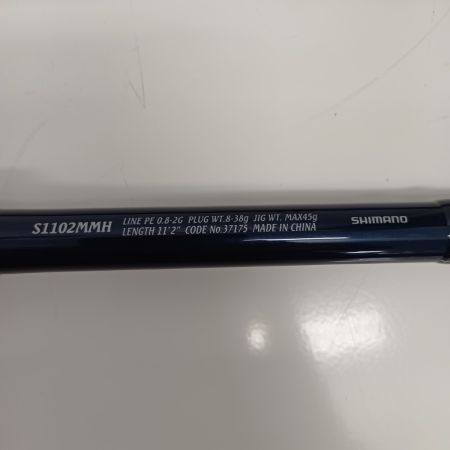 S1102MMH
LINE PE 0.8-2G PLUG WT.8-38g JIG WT. MAX45g
LENGTH 11'2" CODE No.37175 MADE IN CHINA
SHIMANO